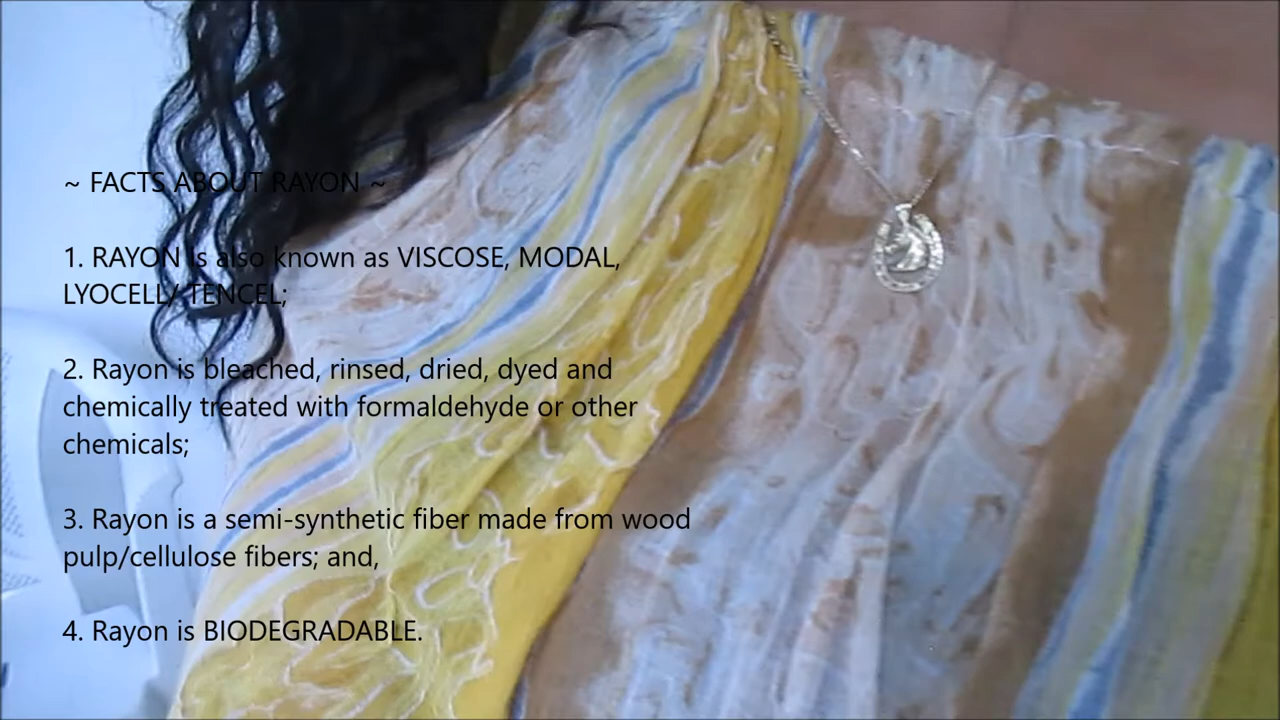 ~ FACTS ABOUT RAYON ~
1. RAYON is also known as VISCOSE, MODAL,
LYOCELL/ TENCEL;
2. Rayon is bleached, rinsed, dried, dyed and
chemically treated with formaldehyde or other
chemicals;
3. Rayon is a semi-synthetic fiber made from wood
pulp/cellulose fibers; and,
4. Rayon is BIODEGRADABLE.